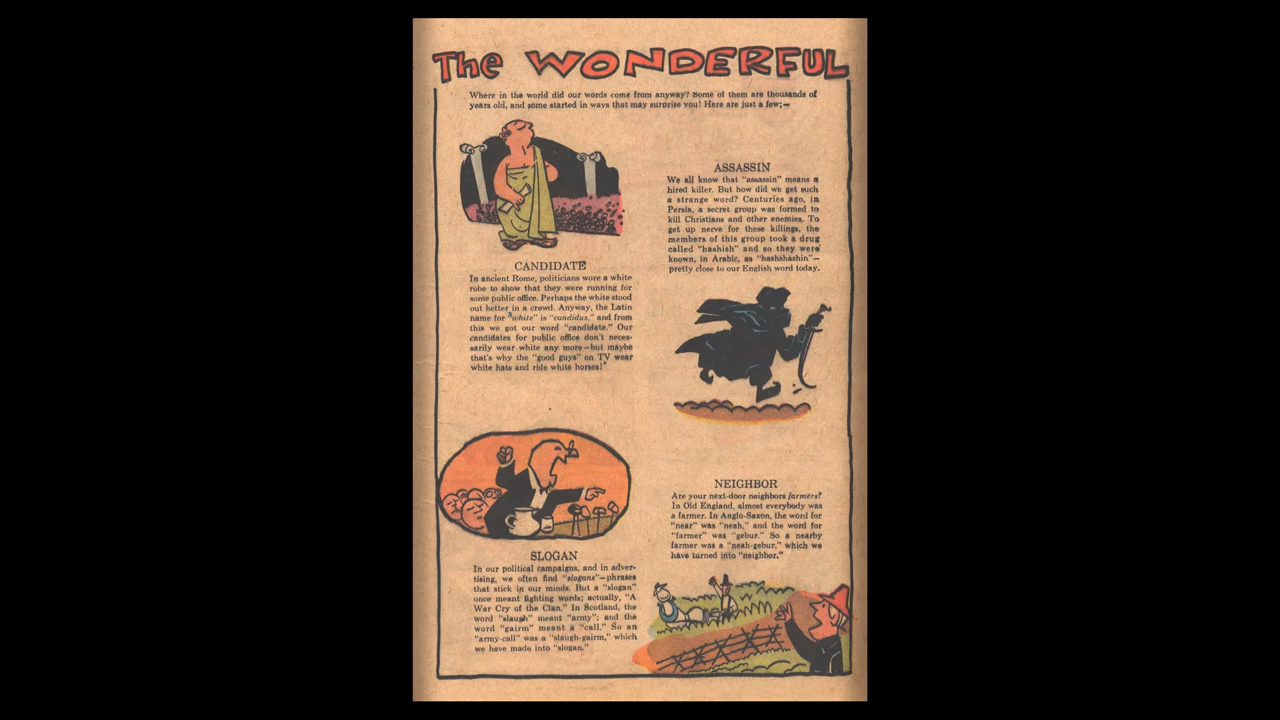 The WONDERFUL
Where in the world did our words come from anyway? Some of them are thousands of
years old, and some started in ways that may surprise you! Here are just a few;—
CANDIDATE
In ancient Rome, politicians wore a white
robe to show that they were running for
some public office. Perhaps the white stood
out better in a crowd. Anyway, the Latin
name for "white" is "candidus," and from
this we got our word "candidate." Our
candidates for public office don't neces-
sarily wear white any more—but maybe
that's why the "good guys" on TV wear
white hats and ride white horses!"
SLOGAN
In our political campaigns, and in adver-
tising, we often find "slogans"—phrases
that stick in our minds. But a "slogan"
once meant fighting words; actually, "A
War Cry of the Clan." In Scotland, the
word "slaugh" meant "army"; and the
word "gairm" meant a "call." So an
"army-call" was a "slaugh-gairm," which
we have made into "slogan."
ASSASSIN
We all know that "assassin" means a
hired killer. But how did we get such
a strange word? Centuries ago, in
Persia, a secret group was formed to
kill Christians and other enemies. To
get up nerve for these killings, the
members of this group took a drug
called "hashish" and so they were
known, in Arabic, as "hashshashin"—
pretty close to our English word today.
NEIGHBOR
Are your next-door neighbors farmers?
In Old England, almost everybody was
a farmer. In Anglo-Saxon, the word for
"near" was "neah," and the word for
"farmer" was "gebur." So a nearby
farmer was a "neah-gebur," which we
have turned into "neighbor."